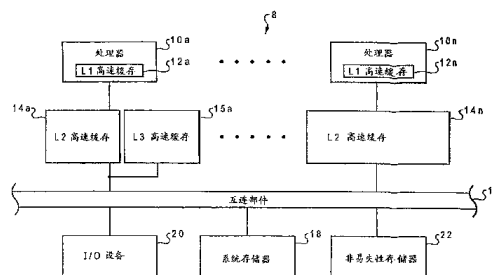 8
10a
10n
处理器
处理器
12a
12n
L1 高速缓存
L1 高速缓存
14a
15a
14n
L2 高速缓存
L3 高速缓存
L2 高速缓存
互连部件
1
20
18
22
I/O 设备
系统存储器
非易失性存储器